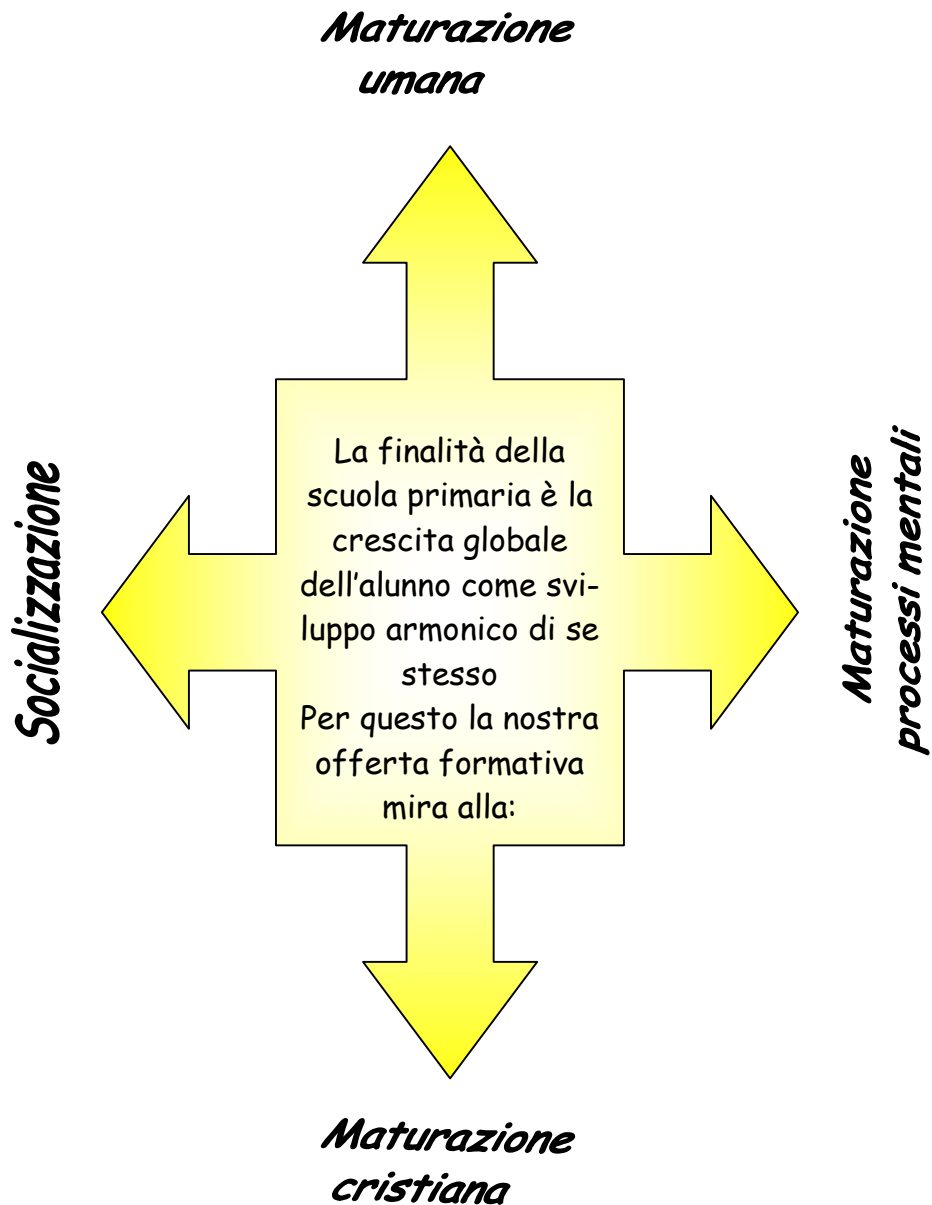 Maturazione
umana
Socializzazione
La finalità della
scuola primaria è la
crescita globale
dell'alunno come svi-
luppo armonico di se
stesso
Per questo la nostra
offerta formativa
mira alla:
Maturazione
processi mentali
Maturazione
cristiana